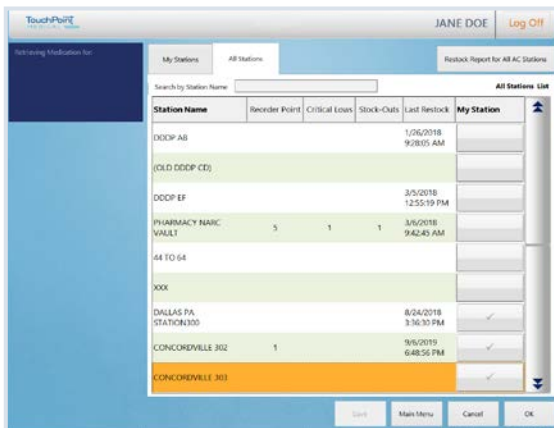 TouchPoint
JANE DOE
Log Off
Retrieving Medication for:
My Stations
All Stations
Restock Report for All AC Stations
Search by Station Name
All Stations List
Station Name Reorder Point Critical Lows Stock-Outs Last Restock My Station
DDDP AB 1/26/2018 9:28:05 AM
(OLD DDDP CD)
DDDP EF 3/5/2018 12:55:19 PM
PHARMACY NARC VAULT 5 1 1 3/6/2018 9:42:45 AM
44 TO 64
XXX
DALLAS PA STATION300 8/24/2018 3:36:30 PM
CONCORDVILLE 302 1 9/6/2019 6:48:56 PM
CONCORDVILLE 303
Main Menu
Cancel
OK